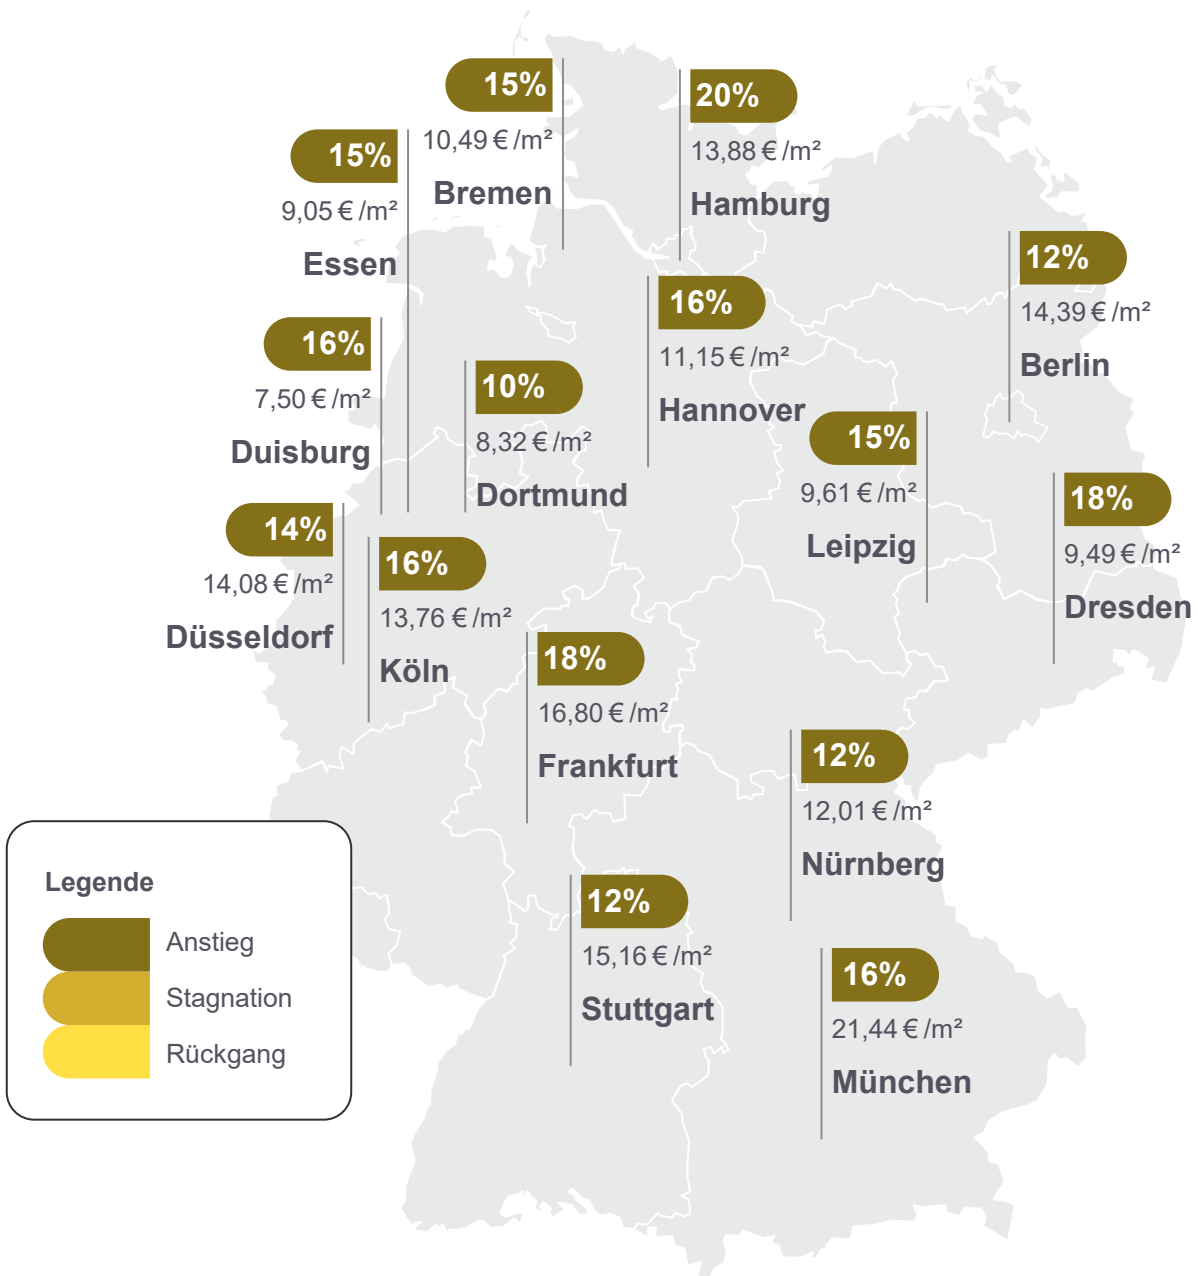 15%
10,49 € /m²
Bremen
20%
13,88 € /m²
Hamburg
15%
9,05 € /m²
Essen
12%
14,39 € /m²
Berlin
16%
11,15 € /m²
Hannover
16%
7,50 € /m²
Duisburg
10%
8,32 € /m²
Dortmund
15%
9,61 € /m²
Leipzig
18%
9,49 € /m²
Dresden
14%
14,08 € /m²
Düsseldorf
16%
13,76 € /m²
Köln
18%
16,80 € /m²
Frankfurt
12%
12,01 € /m²
Nürnberg
12%
15,16 € /m²
Stuttgart
16%
21,44 € /m²
München
Legende
Anstieg
Stagnation
Rückgang